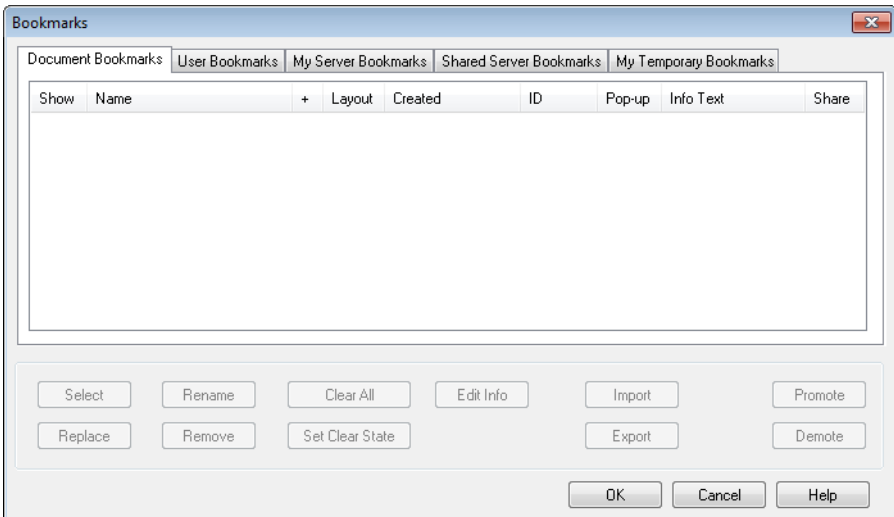 Bookmarks
Document Bookmarks User Bookmarks My Server Bookmarks Shared Server Bookmarks My Temporary Bookmarks
Show Name + Layout Created ID Pop-up Info Text Share
Select Rename Clear All Edit Info Import Promote
Replace Remove Set Clear State Export Demote
OK Cancel Help